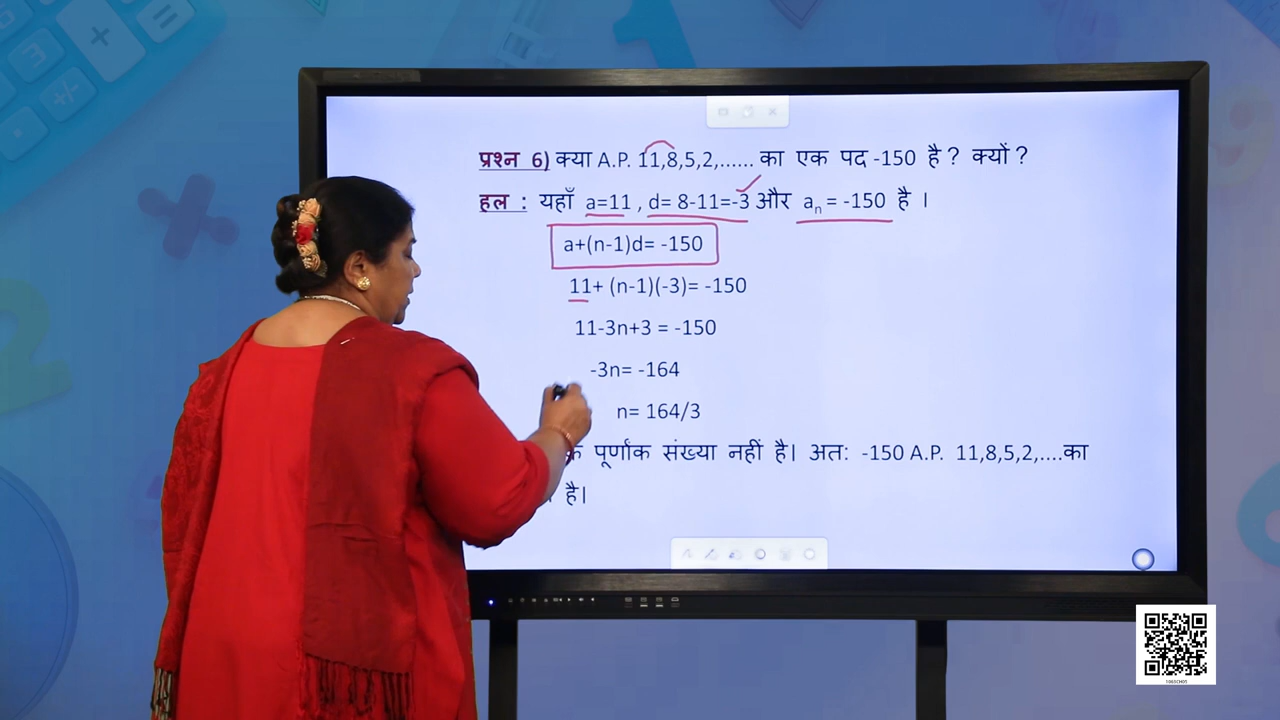 प्रश्न 6) क्या A.P. 11,8,5,2,...... का एक पद -150 है ? क्यों ?
हल : यहाँ a=11 , d= 8-11=-3 और aₙ = -150 है ।
a+(n-1)d= -150
11+ (n-1)(-3)= -150
11-3n+3 = -150
-3n= -164
n= 164/3
पूर्णांक संख्या नहीं है। अत: -150 A.P. 11,8,5,2,....का
है।